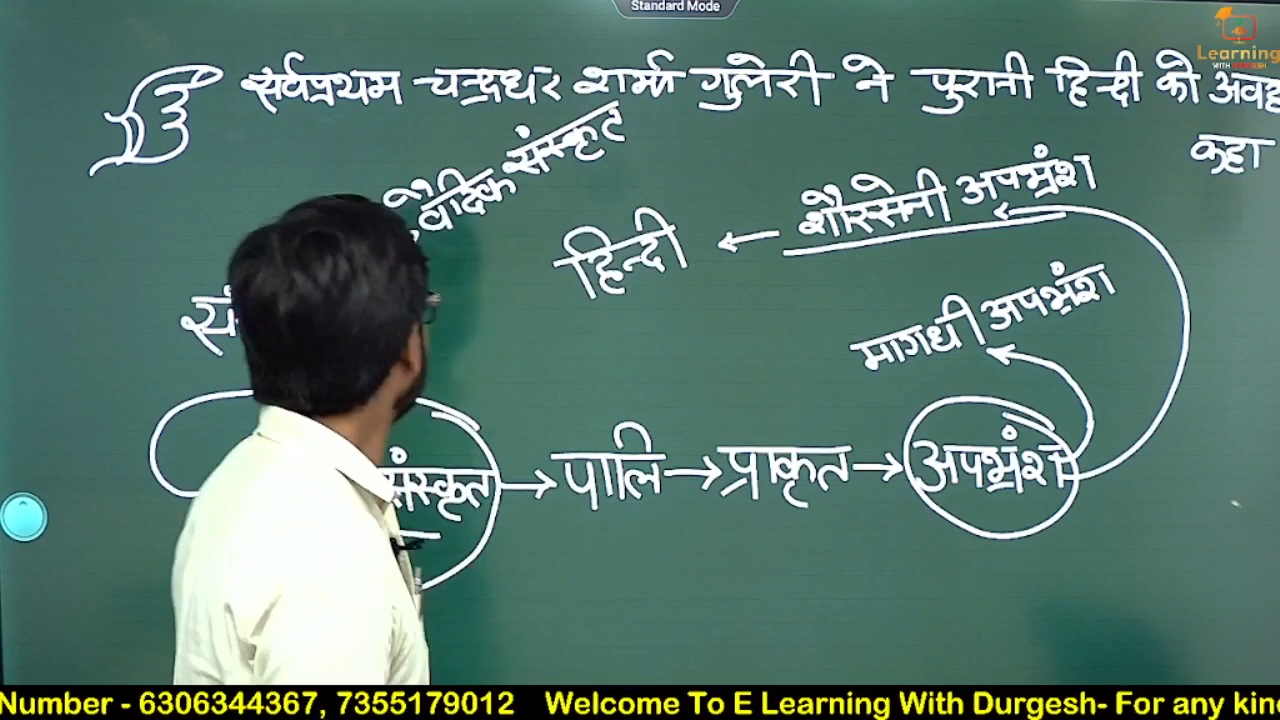 Standard Mode
Learning
सर्वप्रथम चन्द्रधर शर्मा गुलेरी ने पुरानी हिन्दी को
कहा
वैदिक संस्कृट
हिन्दी ← शौरसेनी अपभ्रंश
मागधी अपभ्रंश
संस्कृत → पालि → प्राकृत → अपभ्रंश
Number - 6306344367, 7355179012 Welcome To E Learning With Durgesh- For any